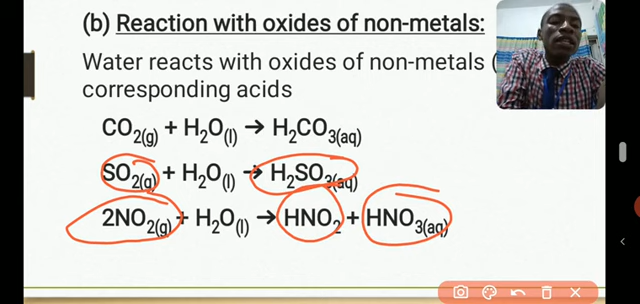 (b) Reaction with oxides of non-metals:
Water reacts with oxides of non-metals (
corresponding acids
CO₂(g) + H₂O(l) → H₂CO₃(aq)
SO₂(g) + H₂O(l) → H₂SO₃(aq)
2NO₂(g) + H₂O(l) → HNO₂ + HNO₃(aq)